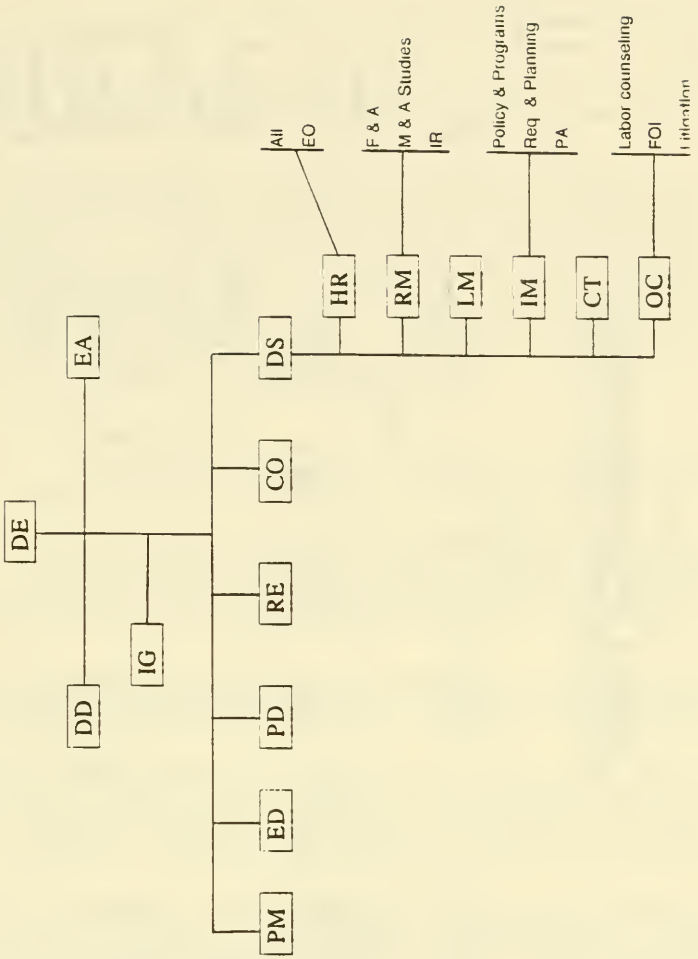 DE
DD
EA
IG
PM
ED
PD
RE
CO
DS
HR
All
EO
RM
F & A
M & A Studies
IR
LM
IM
Policy & Programs
Req & Planning
PA
CT
OC
Labor counseling
FOI
Litigation